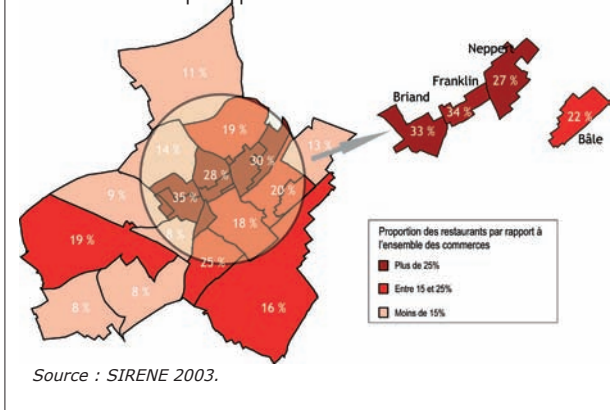 11 %
Neppert
Franklin
27 %
Briand
34 %
19 %
33 %
22 %
14 %
30 %
13 %
Bâle
28 %
9 %
35 %
20 %
18 %
8 %
19 %
25 %
Proportion des restaurants par rapport à
l'ensemble des commerces
Plus de 25%
8 %
Entre 15 et 25%
8 %
16 %
Moins de 15%
Source : SIRENE 2003.